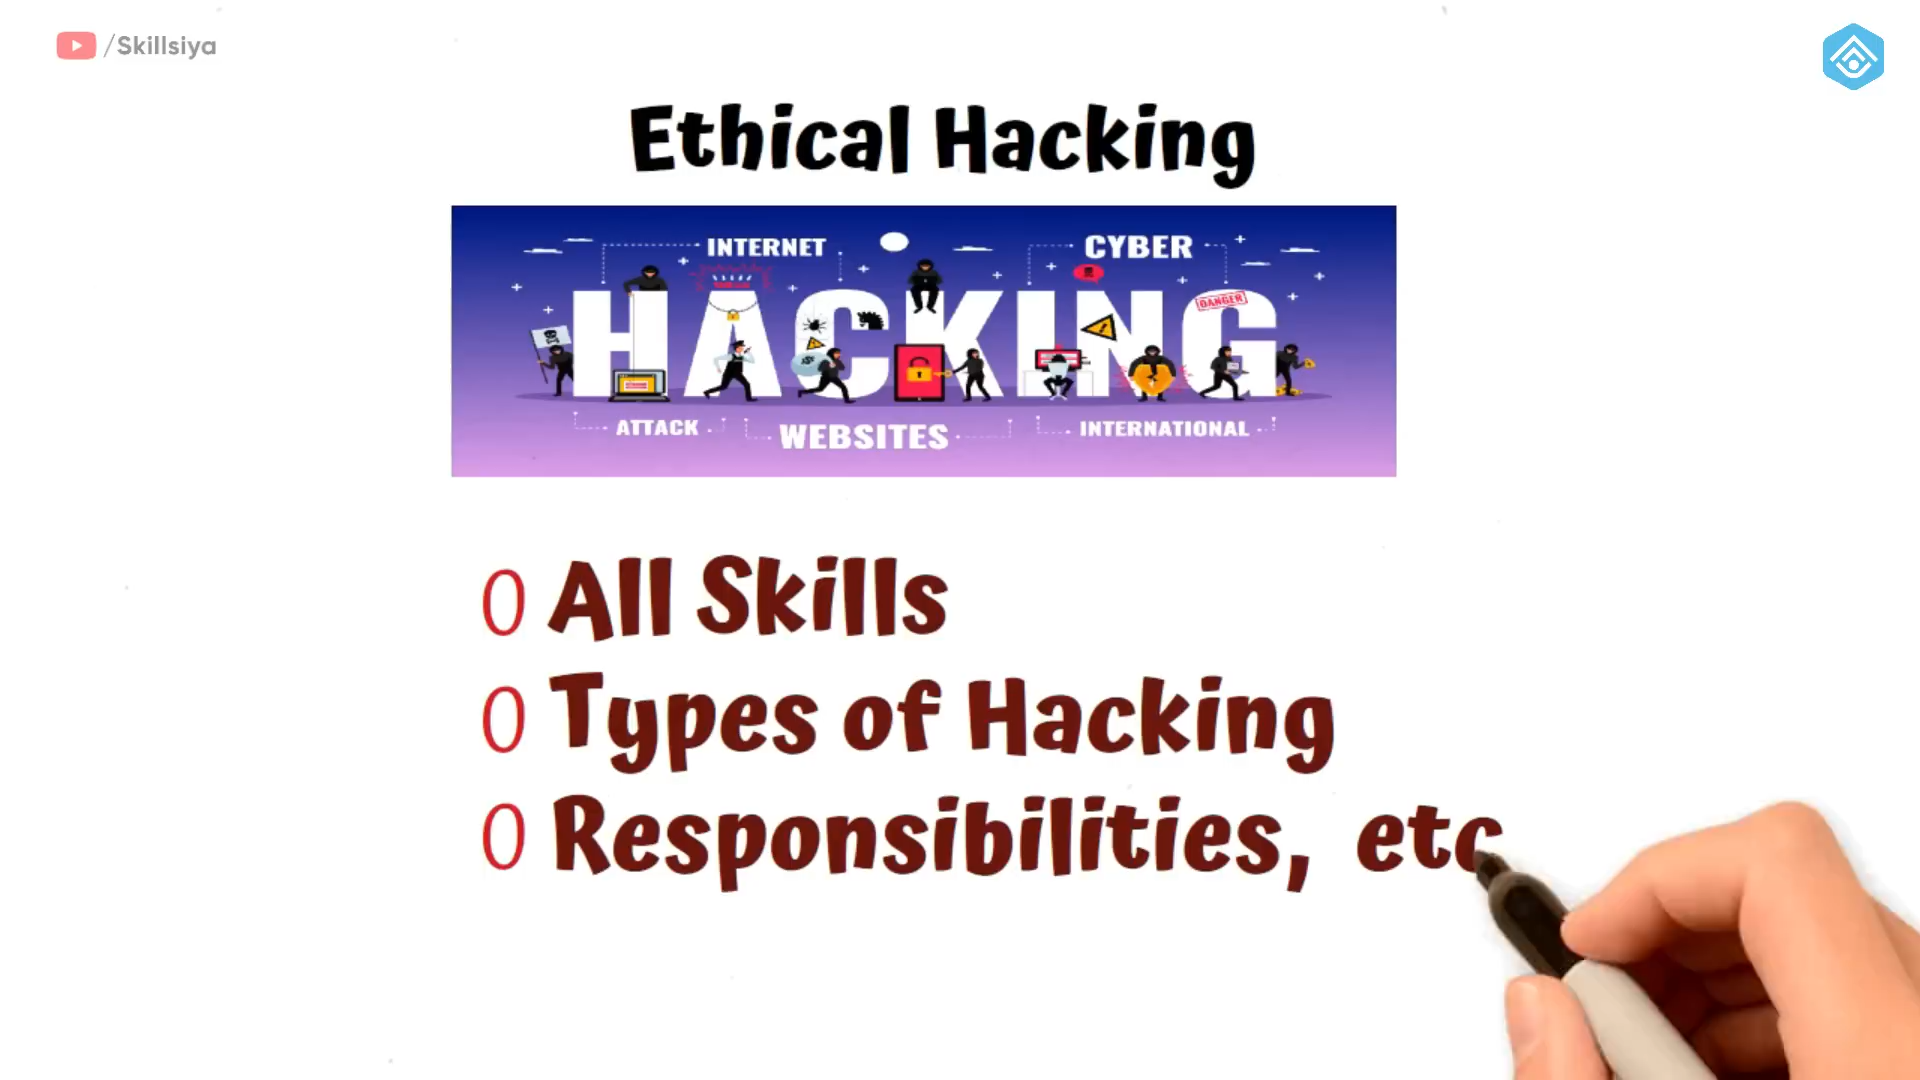 /Skillsiya
Ethical Hacking
INTERNET
CYBER
HACKING
DANGER
ATTACK
WEBSITES
INTERNATIONAL
0 All Skills
0 Types of Hacking
0 Responsibilities, etc